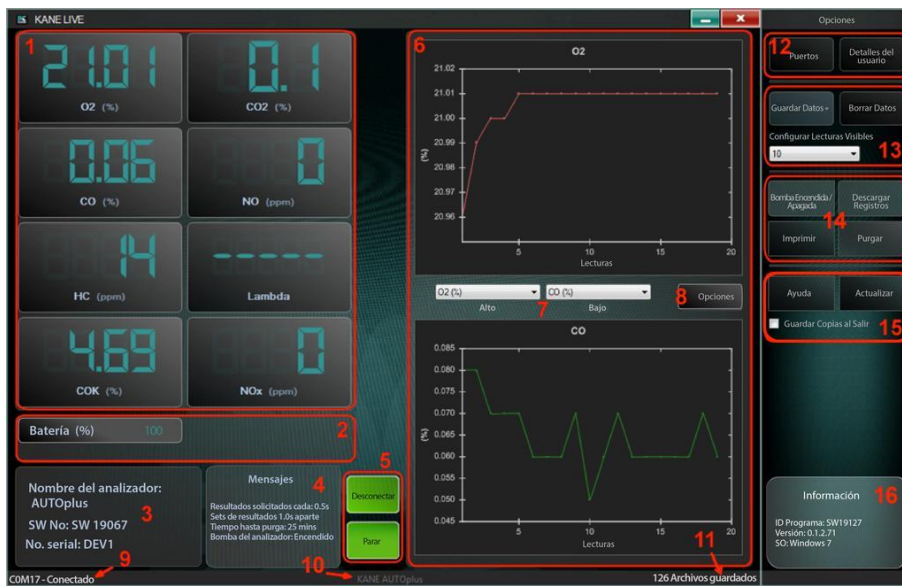 KANE LIVE
Opciones
1
21.01
O2 (%)
0.1
CO2 (%)
0.06
CO (%)
0
NO (ppm)
14
HC (ppm)
-----
Lambda
4.69
COK (%)
0
NOx (ppm)
Batería (%) 100
2
Nombre del analizador:
AUTOplus
3
SW No: SW 19067
No. serial: DEV1
Mensajes
4
Resultados solicitados cada: 0.5s
Sets de resultados 1.0s aparte
Tiempo hasta purga: 25 mins
Bomba del analizador: Encendido
5
Desconectar
Parar
9
COM17 - Conectado
10
KANE AUTOplus
11
126 Archivos guardados
6
O2
21.02
21.01
21.00
20.99
20.98
20.97
20.96
(%)
5 10 15 20
Lecturas
O2 (%)
Alto
7
CO (%)
Bajo
8
Opciones
CO
0.085
0.080
0.075
0.070
0.065
0.060
0.055
0.050
0.045
(%)
5 10 15 20
Lecturas
12
Puertos
Detalles del
usuario
Guardar Datos
Borrar Datos
Configurar Lecturas Visibles
10
13
Bomba Encendida/
Apagada
Descargar
Registros
14
Imprimir
Purgar
Ayuda
Actualizar
Guardar Copias al Salir
15
Información
16
ID Programa: SW19127
Versión: 0.1.2.71
SO: Windows 7